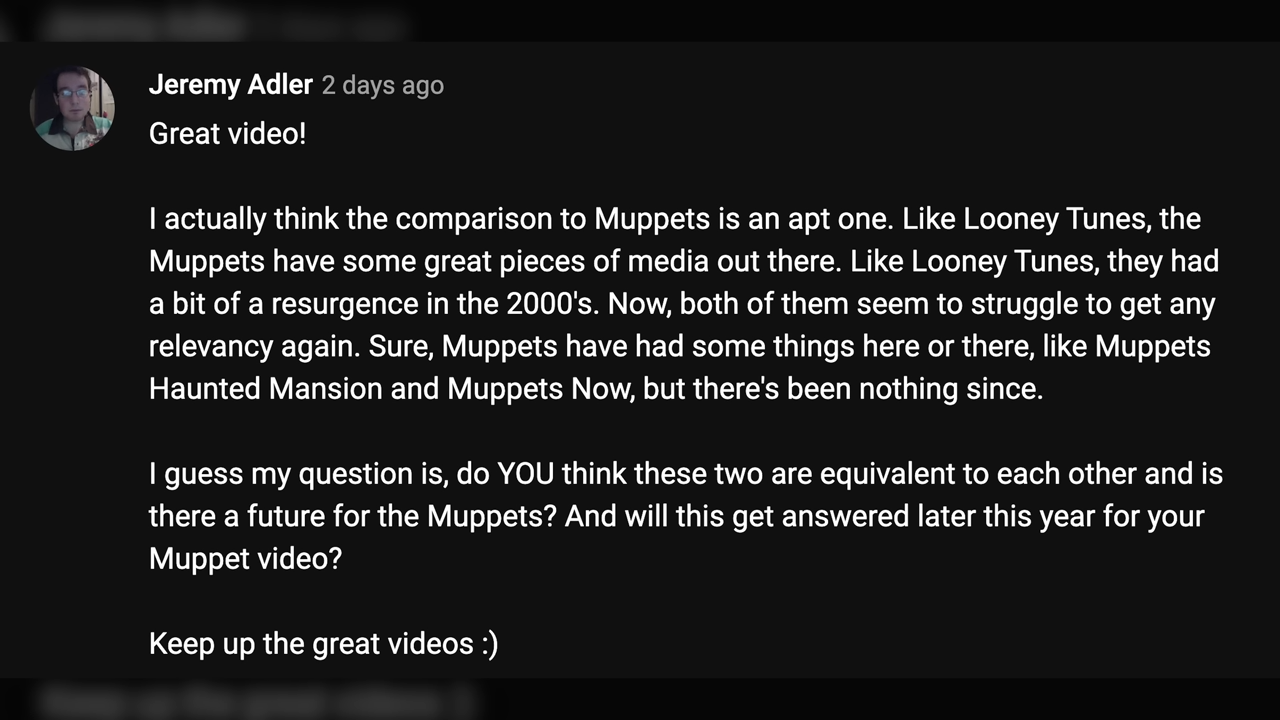 Jeremy Adler 2 days ago
Great video!
I actually think the comparison to Muppets is an apt one. Like Looney Tunes, the
Muppets have some great pieces of media out there. Like Looney Tunes, they had
a bit of a resurgence in the 2000's. Now, both of them seem to struggle to get any
relevancy again. Sure, Muppets have had some things here or there, like Muppets
Haunted Mansion and Muppets Now, but there's been nothing since.
I guess my question is, do YOU think these two are equivalent to each other and is
there a future for the Muppets? And will this get answered later this year for your
Muppet video?
Keep up the great videos :)